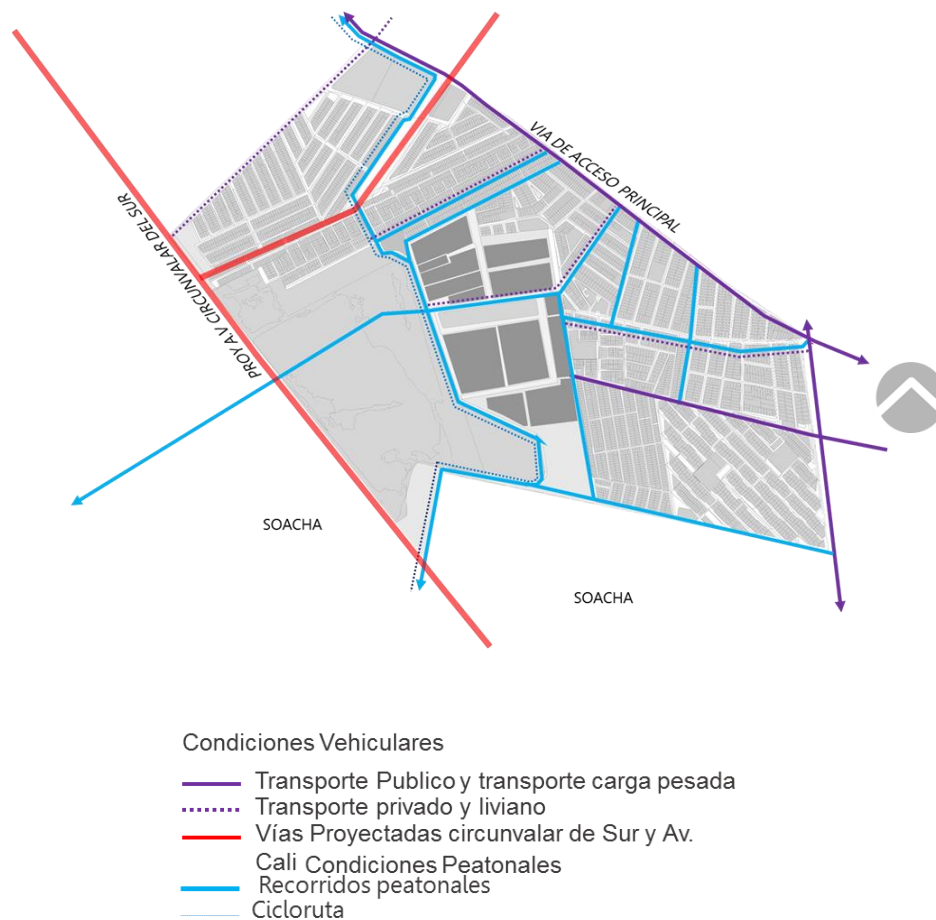 VIA DE ACCESO PRINCIPAL
PROY A.V CIRCUNVALAR DEL SUR
SOACHA
SOACHA
Condiciones Vehiculares
Transporte Publico y transporte carga pesada
Transporte privado y liviano
Vías Proyectadas circunvalar de Sur y Av.
Cali Condiciones Peatonales
Recorridos peatonales
Cicloruta